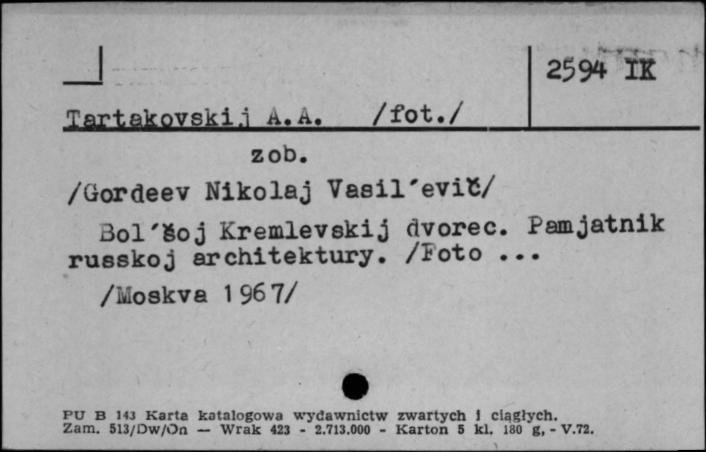 2594 IK
Tartakovskij A.A. /fot./
zob.
/Gordeev Nikolaj Vasil´evič/
Bol´šoj Kremlevskij dvorec. Pamjatnik
russkoj architektury. /Foto ...
/Moskva 1967/
PU B 143 Karta katalogowa wydawnictw zwartych i ciągłych.
Zam. 513/Dw/On — Wrak 423 - 2.713.000 - Karton 5 kl. 180 g, - V.72.